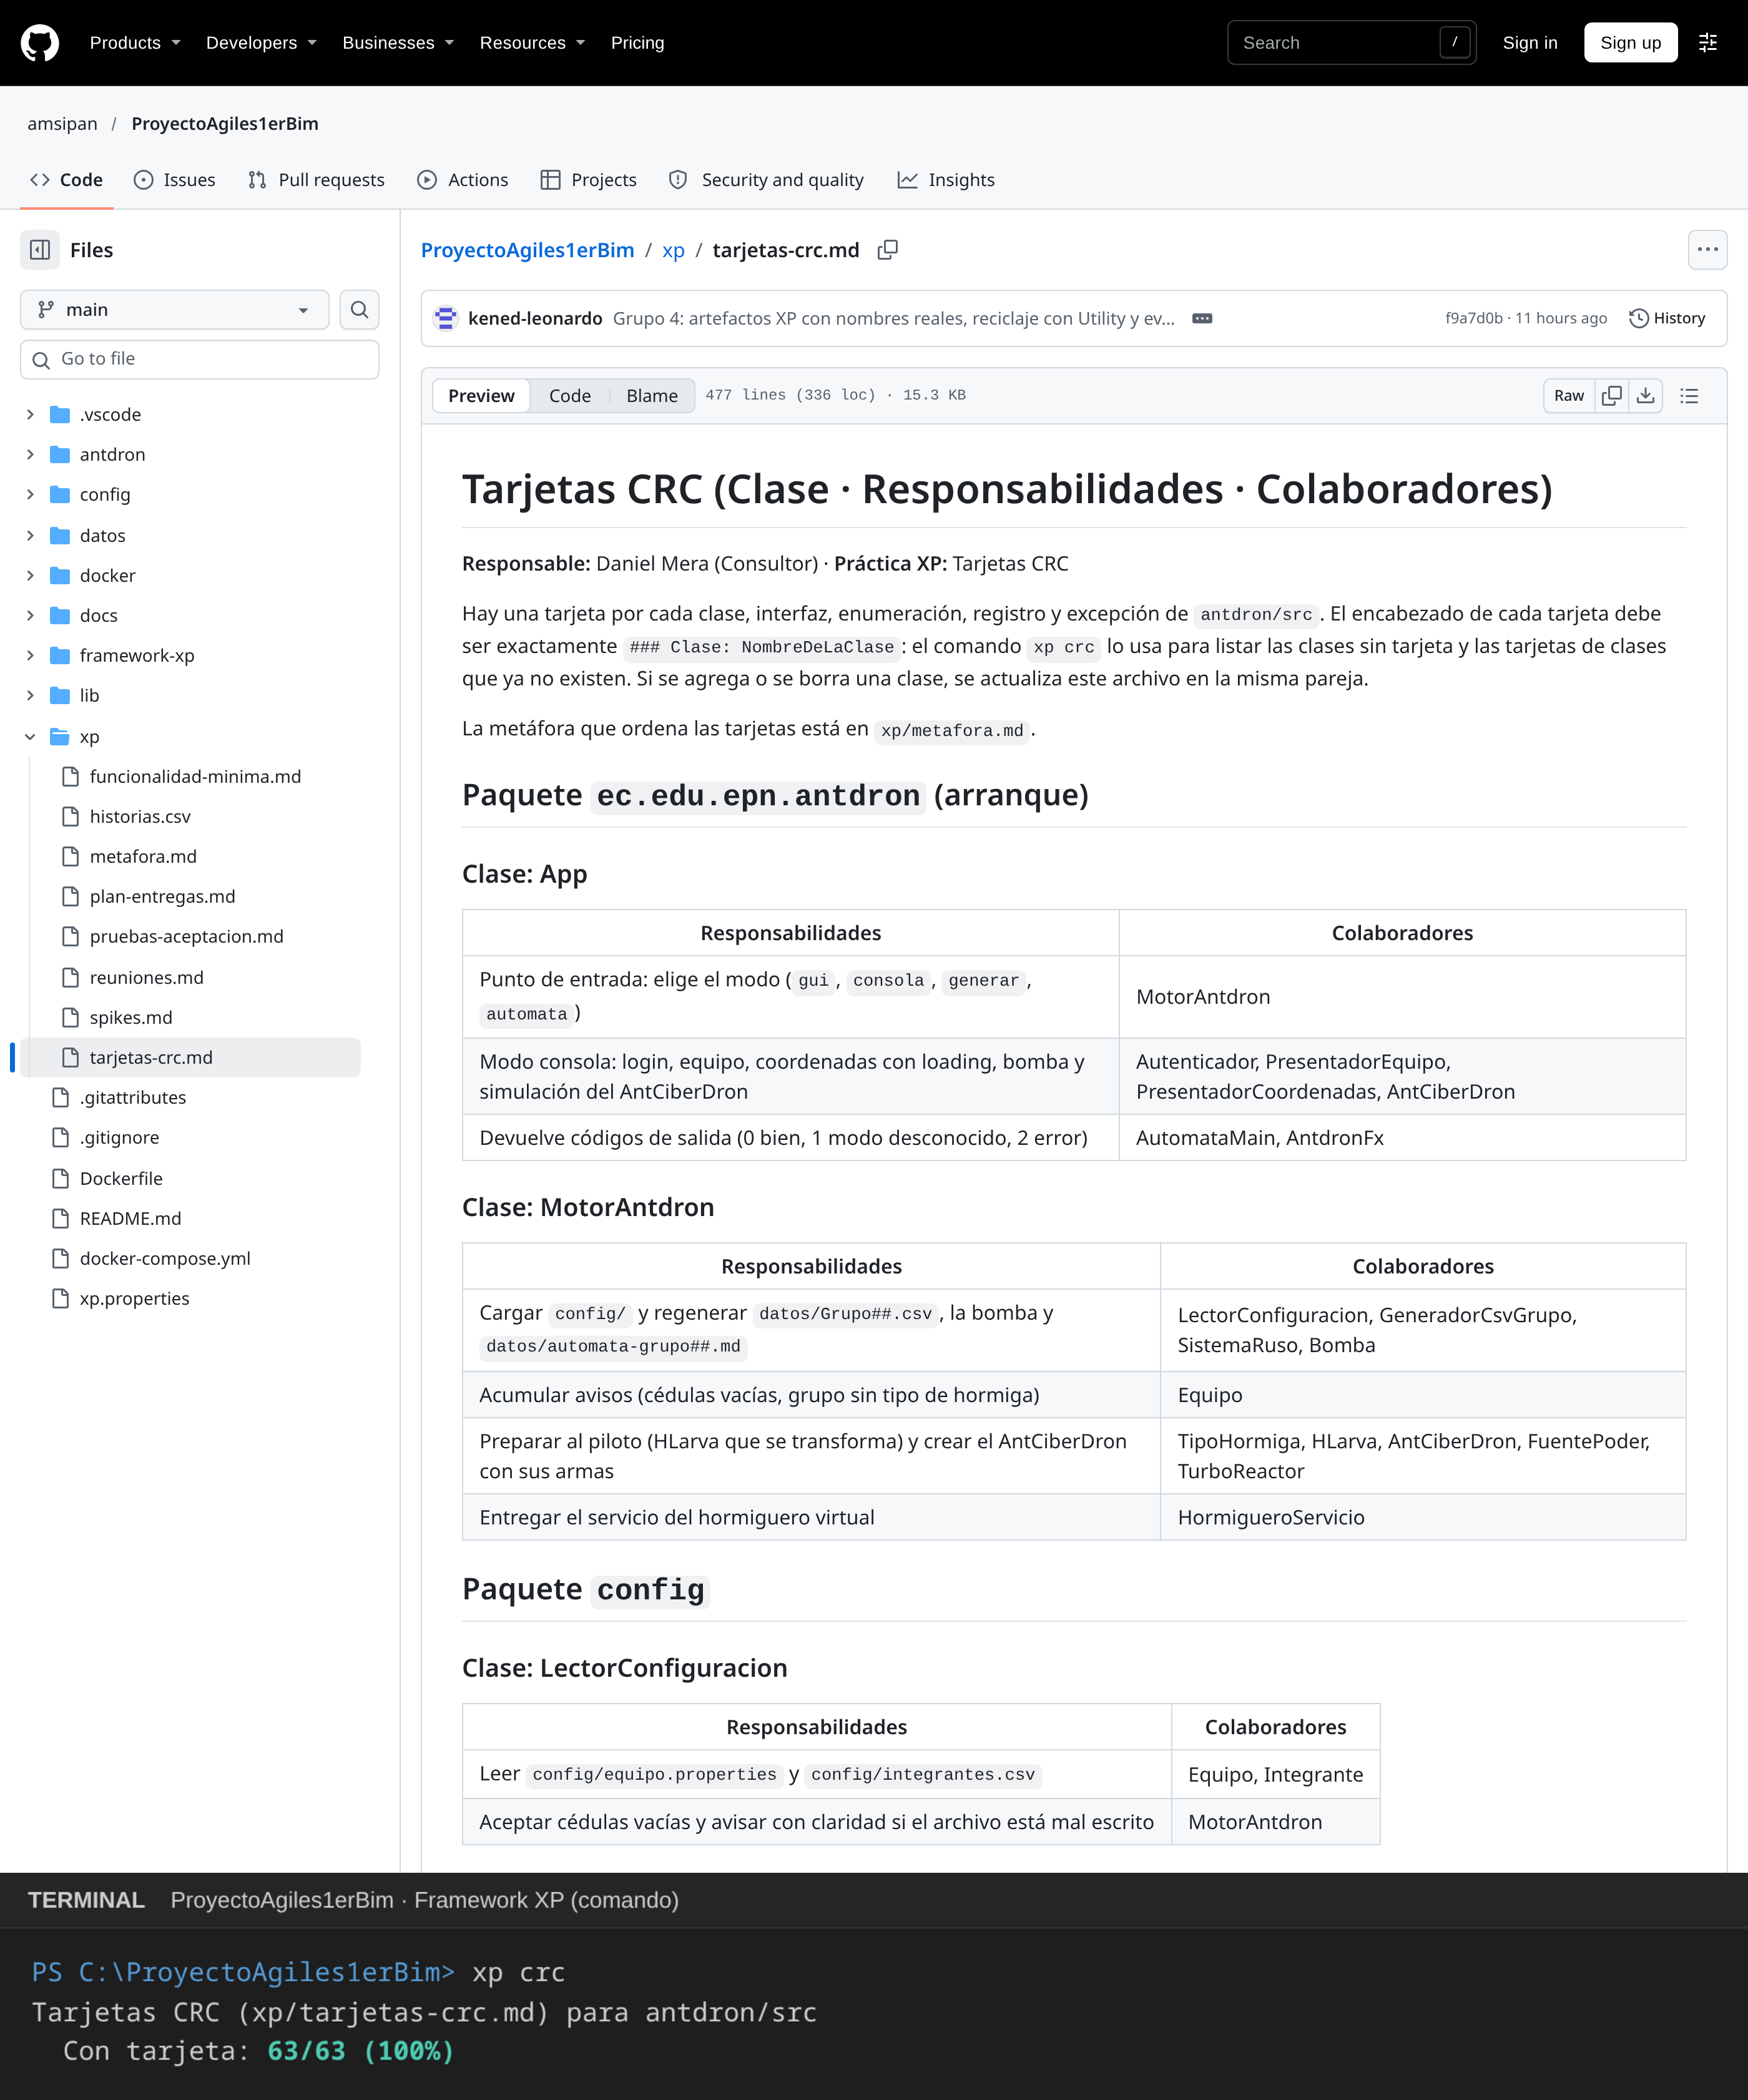 Products Developers Businesses Resources Pricing Search / Sign in Sign up
amsipan / ProyectoAgiles1erBim
Code Issues Pull requests Actions Projects Security and quality Insights
Files
main
Go to file
.vscode
antdron
config
datos
docker
docs
framework-xp
lib
xp
funcionalidad-minima.md
historias.csv
metafora.md
plan-entregas.md
pruebas-aceptacion.md
reuniones.md
spikes.md
tarjetas-crc.md
.gitattributes
.gitignore
Dockerfile
README.md
docker-compose.yml
xp.properties
ProyectoAgiles1erBim / xp / tarjetas-crc.md
kened-leonardo Grupo 4: artefactos XP con nombres reales, reciclaje con Utility y ev... f9a7d0b · 11 hours ago History
Preview Code Blame 477 lines (336 loc) · 15.3 KB Raw
Tarjetas CRC (Clase · Responsabilidades · Colaboradores)
Responsable: Daniel Mera (Consultor) · Práctica XP: Tarjetas CRC
Hay una tarjeta por cada clase, interfaz, enumeración, registro y excepción de antdron/src. El encabezado de cada tarjeta debe
ser exactamente ### Clase: NombreDeLaClase: el comando xp crc lo usa para listar las clases sin tarjeta y las tarjetas de clases
que ya no existen. Si se agrega o se borra una clase, se actualiza este archivo en la misma pareja.
La metáfora que ordena las tarjetas está en xp/metafora.md.
Paquete ec.edu.epn.antdron (arranque)
Clase: App
Responsabilidades Colaboradores
Punto de entrada: elige el modo (gui, consola, generar,
automata)
MotorAntdron
Modo consola: login, equipo, coordenadas con loading, bomba y
simulación del AntCiberDron
Autenticador, PresentadorEquipo,
PresentadorCoordenadas, AntCiberDron
Devuelve códigos de salida (0 bien, 1 modo desconocido, 2 error) AutomataMain, AntdronFx
Clase: MotorAntdron
Responsabilidades Colaboradores
Cargar config/ y regenerar datos/Grupo##.csv, la bomba y
datos/automata-grupo##.md
LectorConfiguracion, GeneradorCsvGrupo,
SistemaRuso, Bomba
Acumular avisos (cédulas vacías, grupo sin tipo de hormiga) Equipo
Preparar al piloto (HLarva que se transforma) y crear el AntCiberDron
con sus armas
TipoHormiga, HLarva, AntCiberDron, FuentePoder,
TurboReactor
Entregar el servicio del hormiguero virtual HormigueroServicio
Paquete config
Clase: LectorConfiguracion
Responsabilidades Colaboradores
Leer config/equipo.properties y config/integrantes.csv Equipo, Integrante
Aceptar cédulas vacías y avisar con claridad si el archivo está mal escrito MotorAntdron
TERMINAL ProyectoAgiles1erBim · Framework XP (comando)
PS C:\ProyectoAgiles1erBim> xp crc
Tarjetas CRC (xp/tarjetas-crc.md) para antdron/src
Con tarjeta: 63/63 (100%)